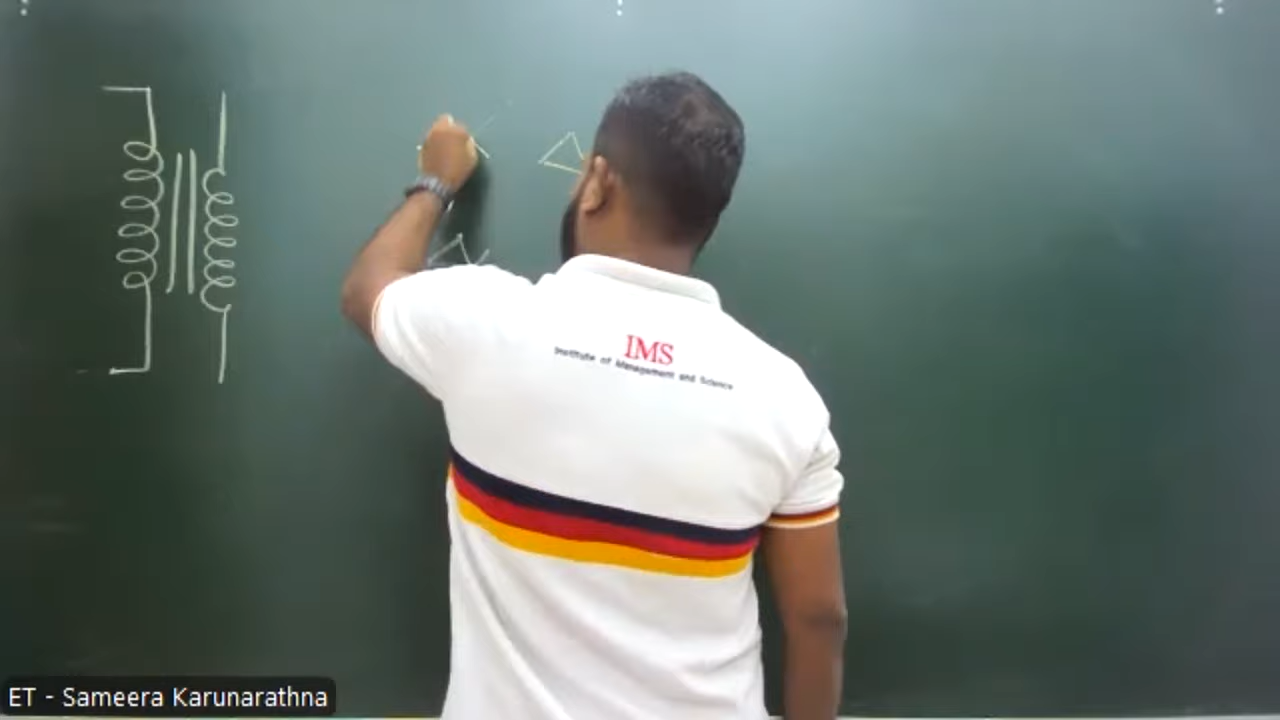 IMS
Institute of Management and Science
ET - Sameera Karunarathna